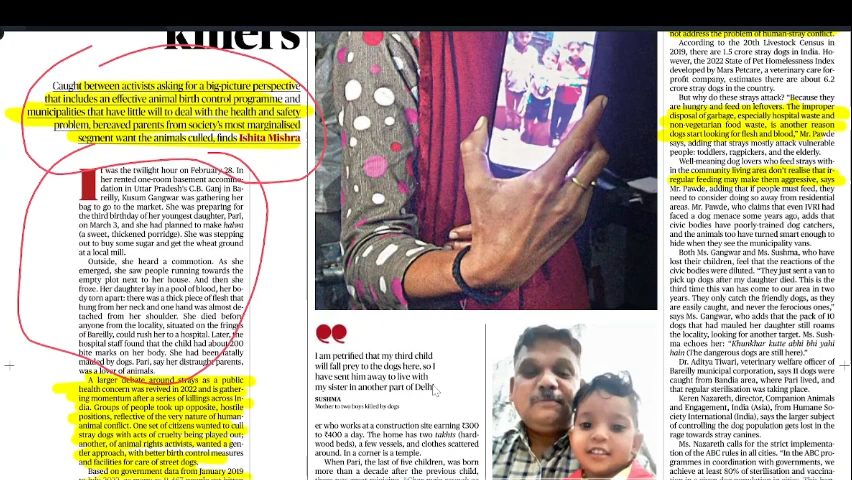 killers
Caught between activists asking for a big-picture perspective
that includes an effective animal birth control programme and
municipalities that have little will to deal with the health and safety
problem, bereaved parents from society's most marginalised
segment want the animals culled, finds Ishita Mishra
It was the twilight hour on February 28. In
her rented one-room basement accommo-
dation in Uttar Pradesh's C.B. Ganj in Ba-
reilly, Kusum Gangwar was gathering her
bag to go to the market. She was preparing for
the third birthday of her youngest daughter, Pari,
on March 3, and she had planned to make halwa
(a sweet, thickened porridge). She was stepping
out to buy some sugar and get the wheat ground
at a local mill.
Outside, she heard a commotion. As she
emerged, she saw people running towards the
empty plot next to her house. And then she
froze. Her daughter lay in a pool of blood, her bo-
dy torn apart: there was a thick piece of flesh that
hung from her neck and one hand was almost de-
tached from her shoulder. She died before
anyone from the locality, situated on the fringes
of Bareilly, could rush her to a hospital. Later, the
hospital staff found that the child had about 200
bite marks on her body. She had been fatally
mauled by dogs. Pari, say her distraught parents,
was a lover of animals.
A larger debate around strays as a public
health concern was revived in 2022 and is gather-
ing momentum after a series of killings across In-
dia. Groups of people took up opposite, hostile
positions, reflective of the very nature of human-
animal conflict. One set of citizens wanted to cull
stray dogs with acts of cruelty being played out;
another, of animal rights activists, wanted a gen-
tler approach, with better birth control measures
and facilities for care of street dogs.
Based on government data from January 2019
I am petrified that my third child
will fall prey to the dogs here, so I
have sent him away to live with
my sister in another part of Delhi
SUSHMA
Mother to two boys killed by dogs
er who works at a construction site earning ₹300
to ₹400 a day. The home has two takhts (hard-
wood beds), a few vessels, and clothes scattered
around. In a corner is a temple.
When Pari, the last of five children, was born
more than a decade after the previous child,
not address the problem of human-stray conflict.
According to the 20th Livestock Census in
2019, there are 1.5 crore stray dogs in India. Ho-
wever, the 2022 State of Pet Homelessness Index
developed by Mars Petcare, a veterinary care for-
profit company, estimates there are about 6.2
crore stray dogs in the country.
But why do these strays attack? "Because they
are hungry and feed on leftovers. The improper
disposal of garbage, especially hospital waste and
non-vegetarian food waste, is another reason
dogs start looking for flesh and blood," Mr. Pawde
says, adding that strays mostly attack vulnerable
people: toddlers, ragpickers, and the elderly.
Well-meaning dog lovers who feed strays with-
in the community living area don't realise that ir-
regular feeding may make them aggressive, says
Mr. Pawde, adding that if people must feed, they
need to consider doing so away from residential
areas. Mr. Pawde, who claims that even IVRI had
faced a dog menace some years ago, adds that
civic bodies have poorly-trained dog catchers,
and the animals too have turned smart enough to
hide when they see the municipality vans.
Both Ms. Gangwar and Ms. Sushma, who have
lost their children, feel that the reactions of the
civic bodies were diluted. "They just sent a van to
pick up dogs after my daughter died. This is the
third time this van has come to our area in two
years. They only catch the friendly dogs, as they
are easily caught, and never the ferocious ones,"
says Ms. Gangwar, who adds that the pack of 10
dogs that had mauled her daughter still roams
the locality, looking for another target. Ms. Sush-
ma echoes her: "Khunkhar kutte abhi bhi yahi
hain (The dangerous dogs are still here)."
Dr. Aditya Tiwari, veterinary welfare officer of
Bareilly municipal corporation, says 11 dogs were
caught from Bandia area, where Pari lived, and
that regular sterilisation was taking place.
Keren Nazareth, director, Companion Animals
and Engagement, India (Asia), from Humane So-
ciety International (India), says the larger subject
of controlling the dog population gets lost in the
rage towards stray canines.
Ms. Nazareth calls for the strict implementa-
tion of the ABC rules in all cities. "In the ABC pro-
grammes in coordination with governments, we
achieve at least 80% of sterilisation and vaccina-